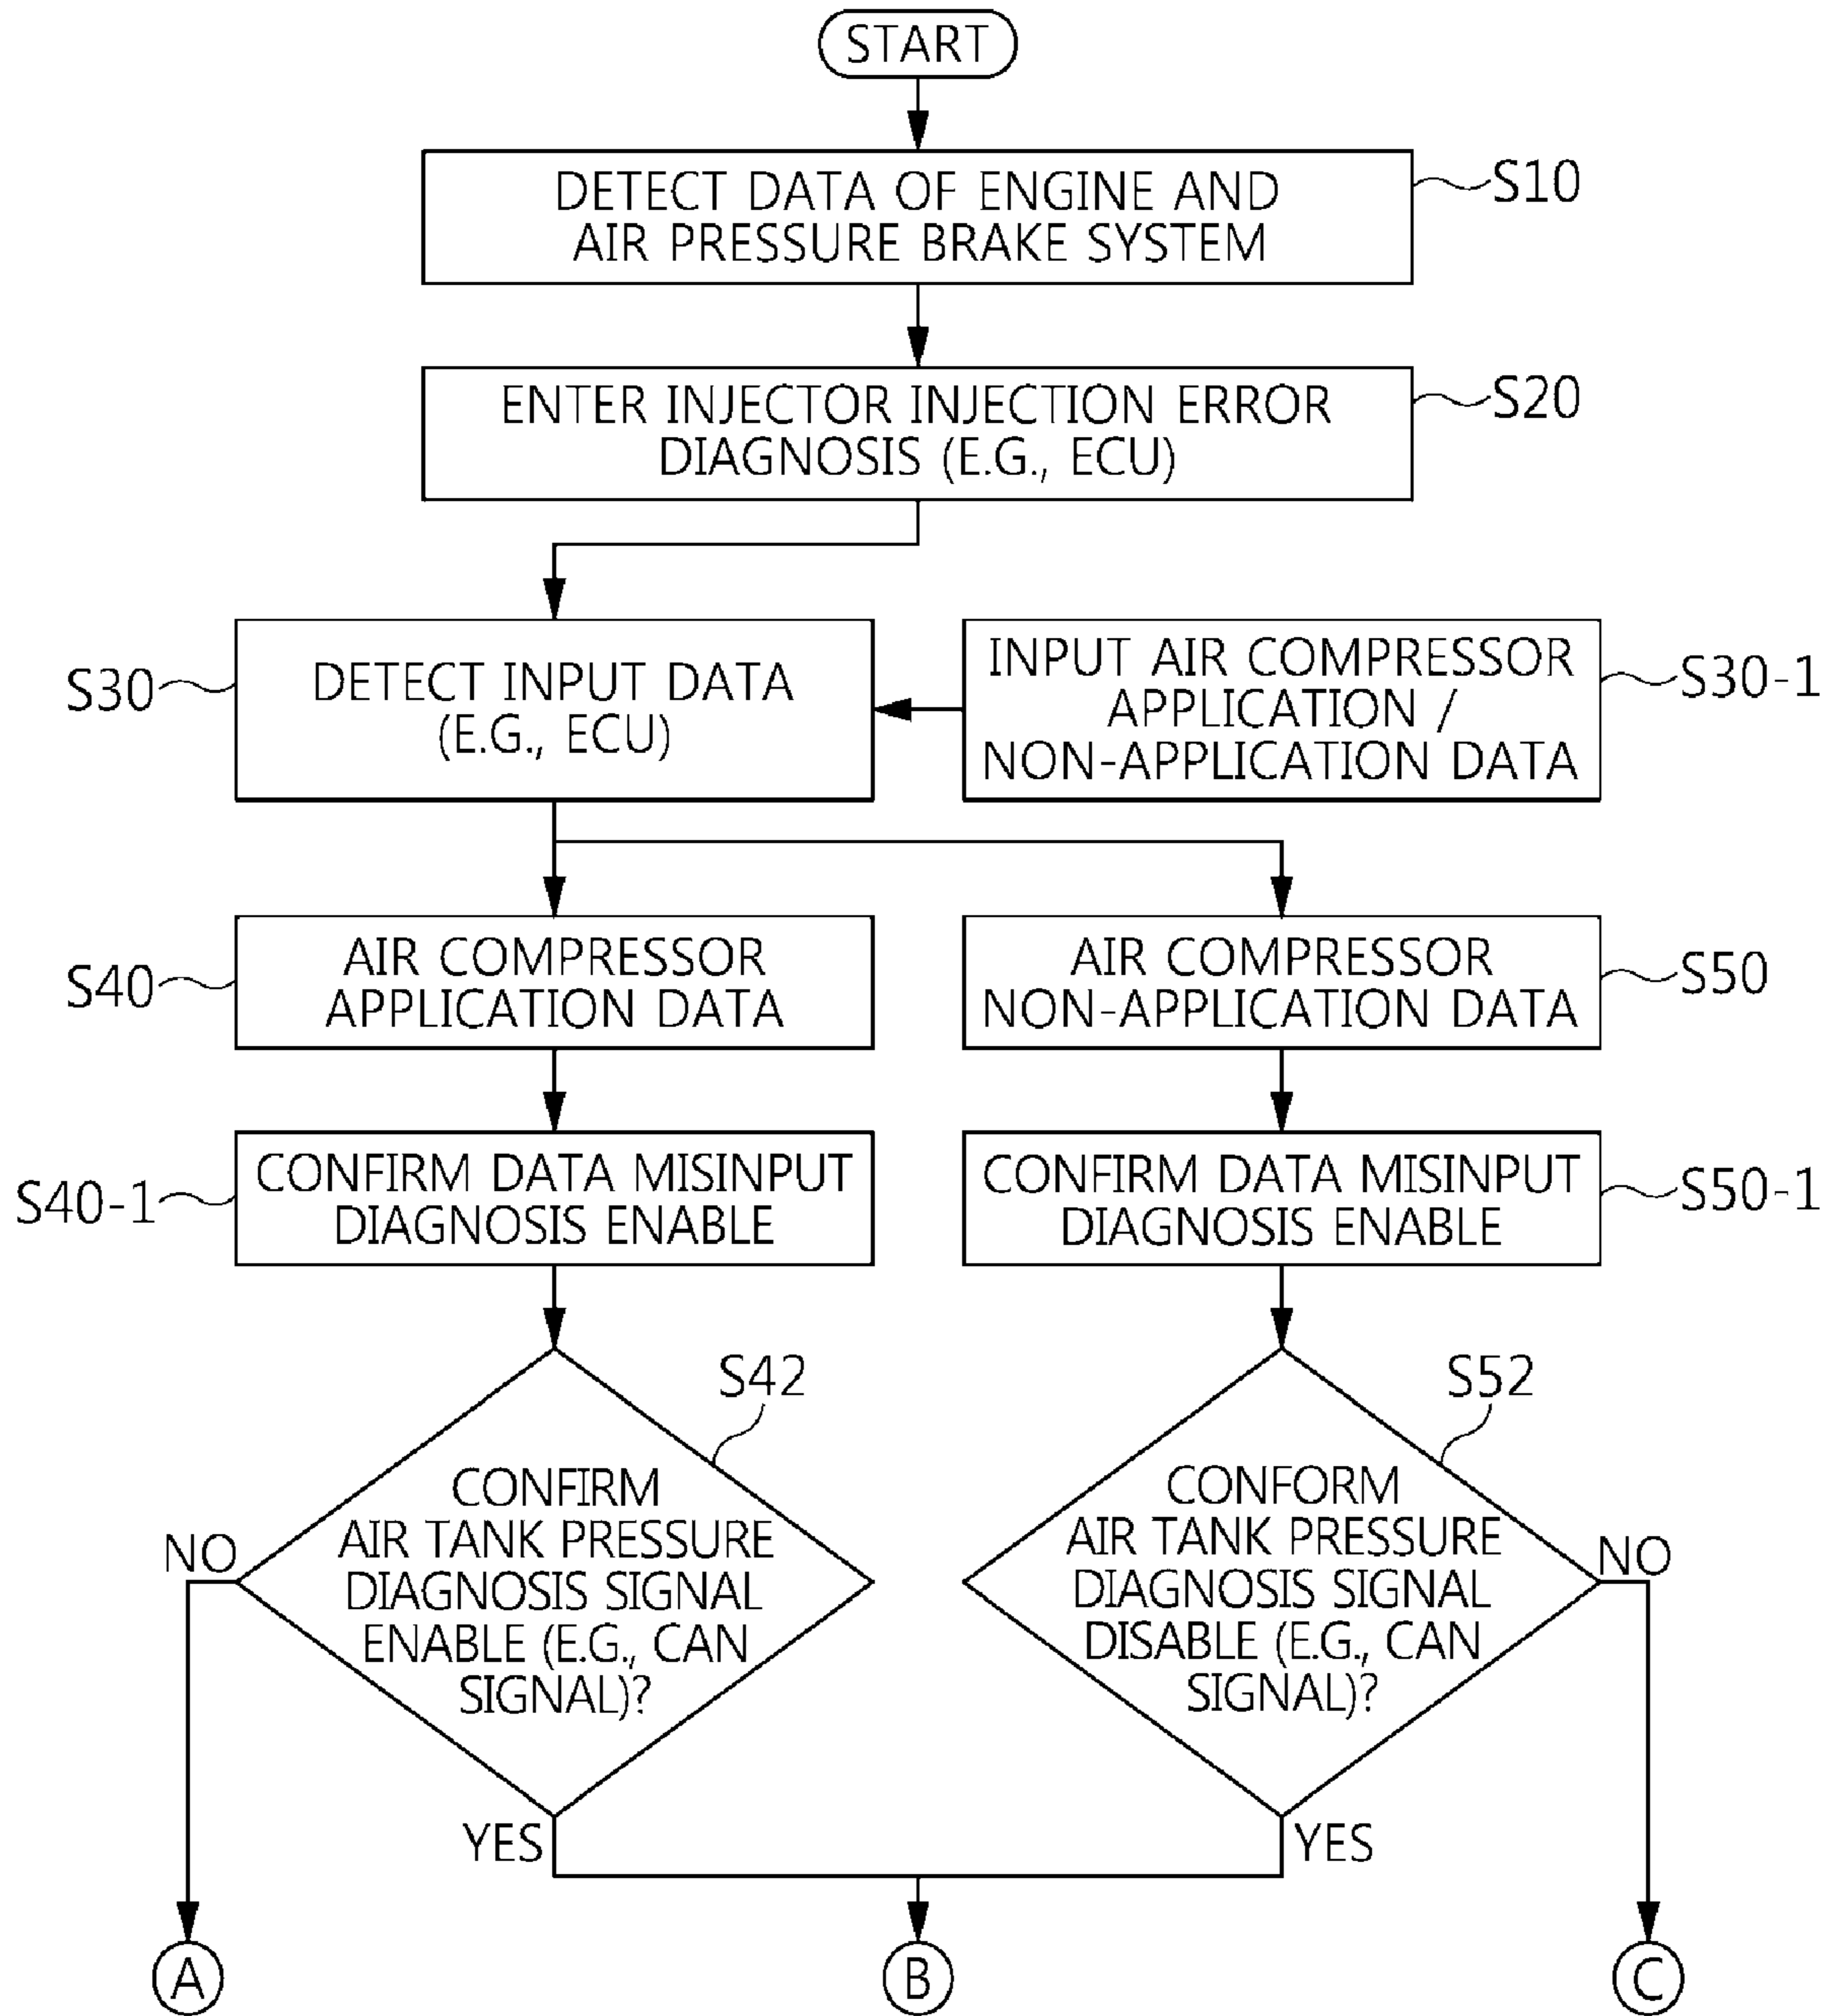 START
DETECT DATA OF ENGINE AND
AIR PRESSURE BRAKE SYSTEM
S10
ENTER INJECTOR INJECTION ERROR
DIAGNOSIS (E.G., ECU)
S20
S30
DETECT INPUT DATA
(E.G., ECU)
INPUT AIR COMPRESSOR
APPLICATION /
NON-APPLICATION DATA
S30-1
S40
AIR COMPRESSOR
APPLICATION DATA
AIR COMPRESSOR
NON-APPLICATION DATA
S50
S40-1
CONFIRM DATA MISINPUT
DIAGNOSIS ENABLE
CONFIRM DATA MISINPUT
DIAGNOSIS ENABLE
S50-1
S42
CONFIRM
AIR TANK PRESSURE
DIAGNOSIS SIGNAL
ENABLE (E.G., CAN
SIGNAL)?
NO
YES
S52
CONFORM
AIR TANK PRESSURE
DIAGNOSIS SIGNAL
DISABLE (E.G., CAN
SIGNAL)?
NO
YES
A
B
C